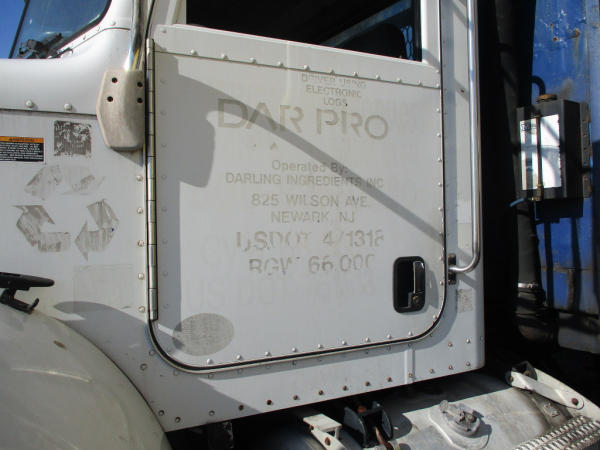 DRIVER USING
ELECTRONIC
LOGS
DAR PRO
Operated By:
DARLING INGREDIENTS INC
825 WILSON AVE.
NEWARK, NJ
USDOT 471318
RGW 66,000